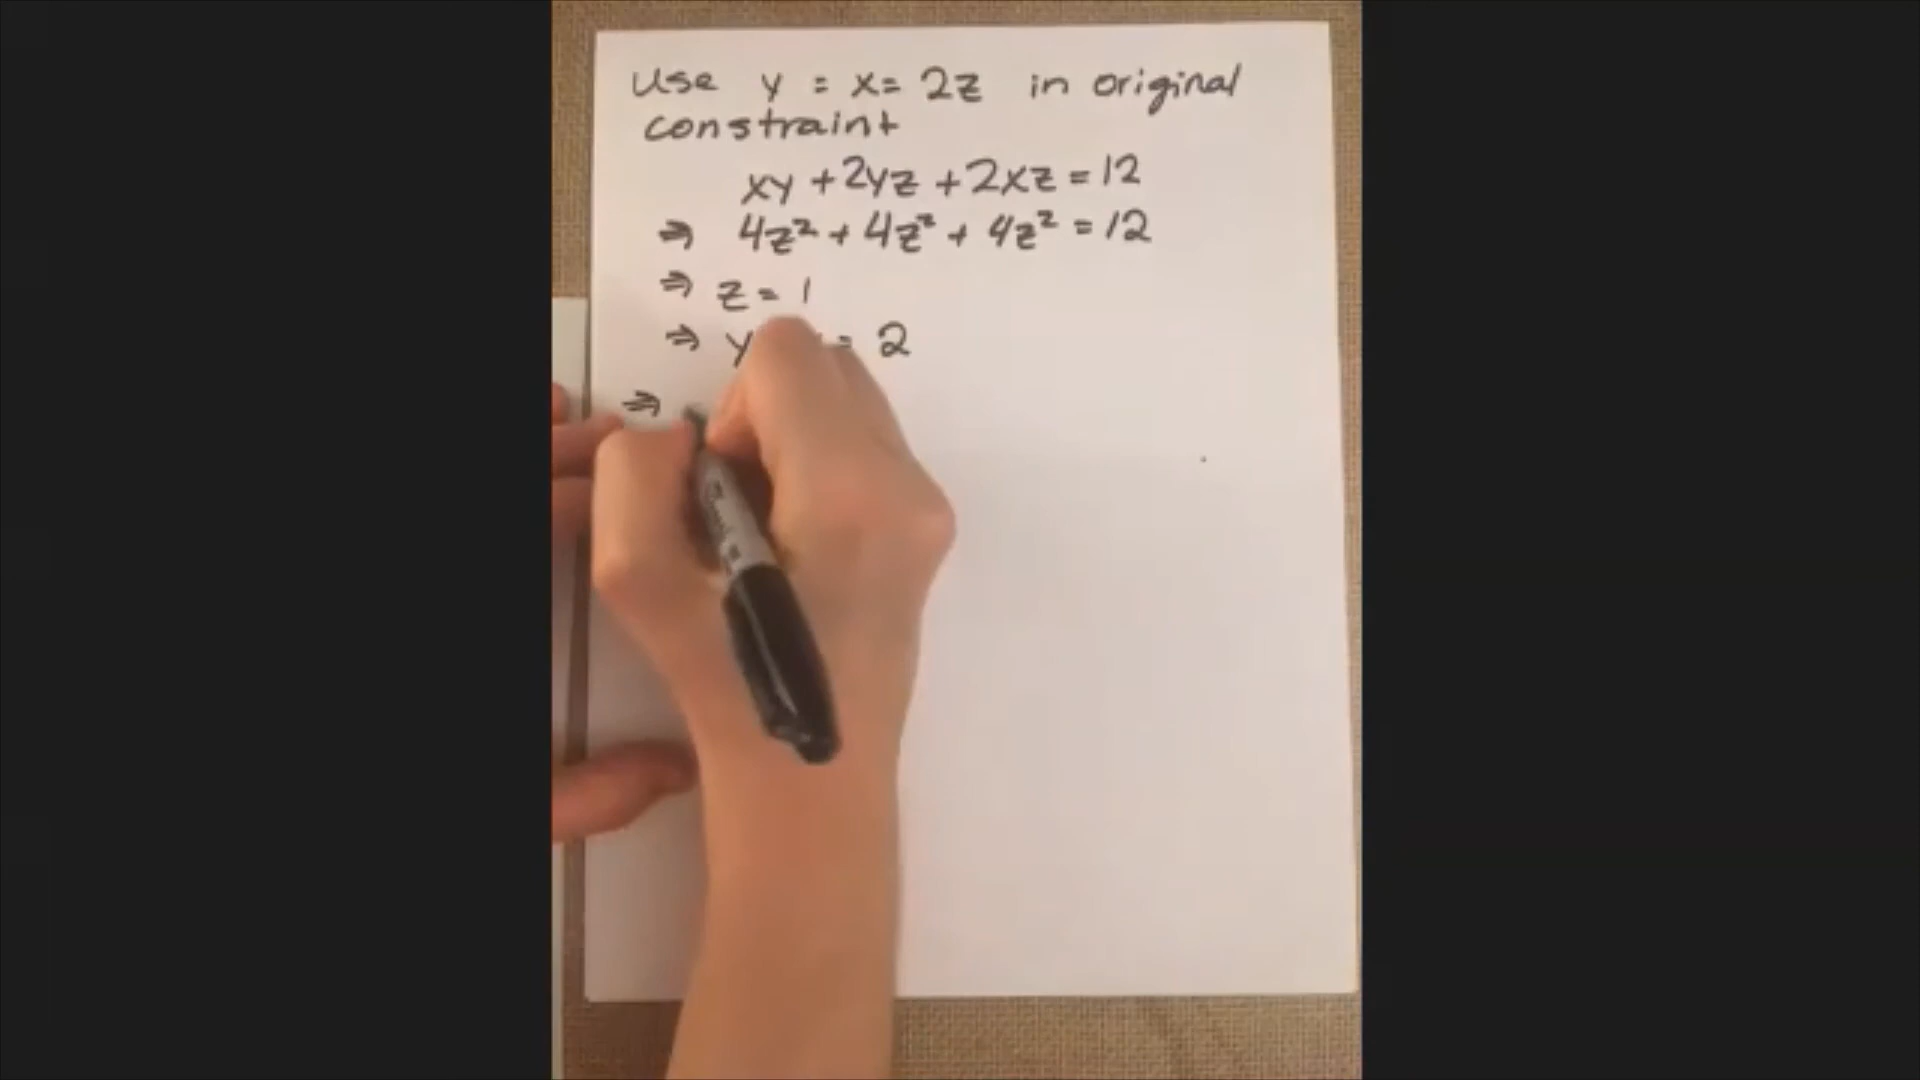 Use y = x = 2z in original
constraint
xy + 2yz + 2xz = 12
⇒ 4z² + 4z² + 4z² = 12
⇒ z = 1
⇒ y = 2
⇒